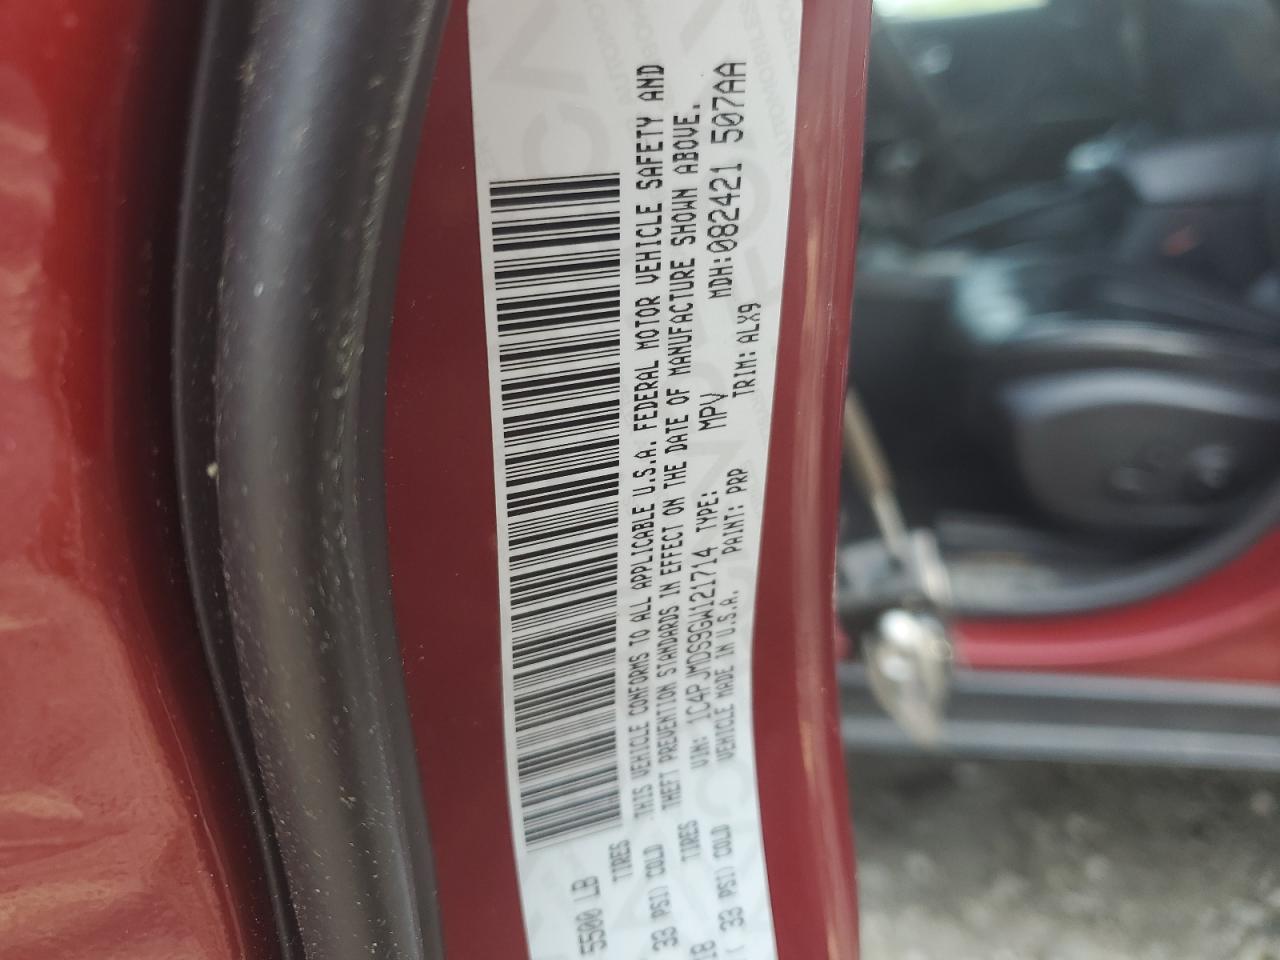 5500 LB
TIRES
33 PSI) COLD
18
TIRES
( 33 PSI) COLD
THIS VEHICLE CONFORMS TO ALL APPLICABLE U.S.A. FEDERAL MOTOR VEHICLE SAFETY AND
THEFT PREVENTION STANDARDS IN EFFECT ON THE DATE OF MANUFACTURE SHOWN ABOVE.
VIN: 1C4PJMDS9GW121714 TYPE: MPV MDH:082421 507AA
VEHICLE MADE IN U.S.A. PAINT: PRP TRIM: ALX9